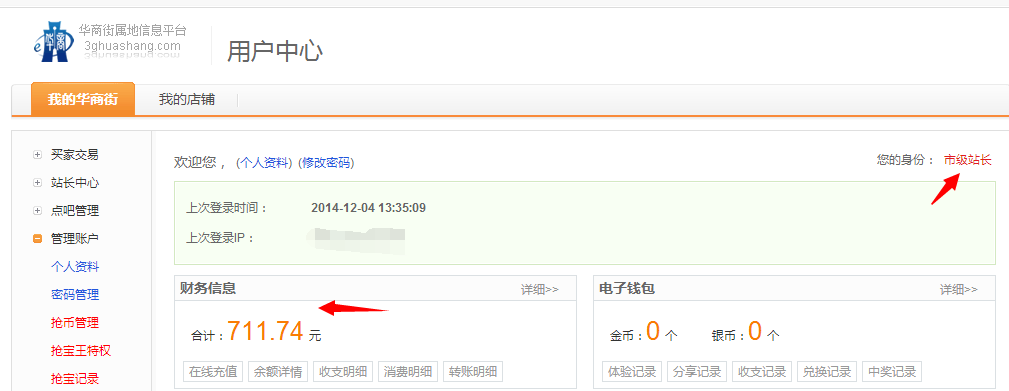 华商街属地信息平台
3ghuashang.com
用户中心
我的华商街 我的店铺
买家交易
站长中心
点吧管理
管理账户
个人资料
密码管理
抢币管理
抢宝王特权
抢宝记录
欢迎您， (个人资料) (修改密码)
您的身份： 市级站长
上次登录时间： 2014-12-04 13:35:09
上次登录IP：
财务信息 详细>>
合计：711.74 元
在线充值 余额详情 收支明细 消费明细 转账明细
电子钱包 详细>>
金币：0 个 银币：0 个
体验记录 分享记录 收支记录 兑换记录 中奖记录